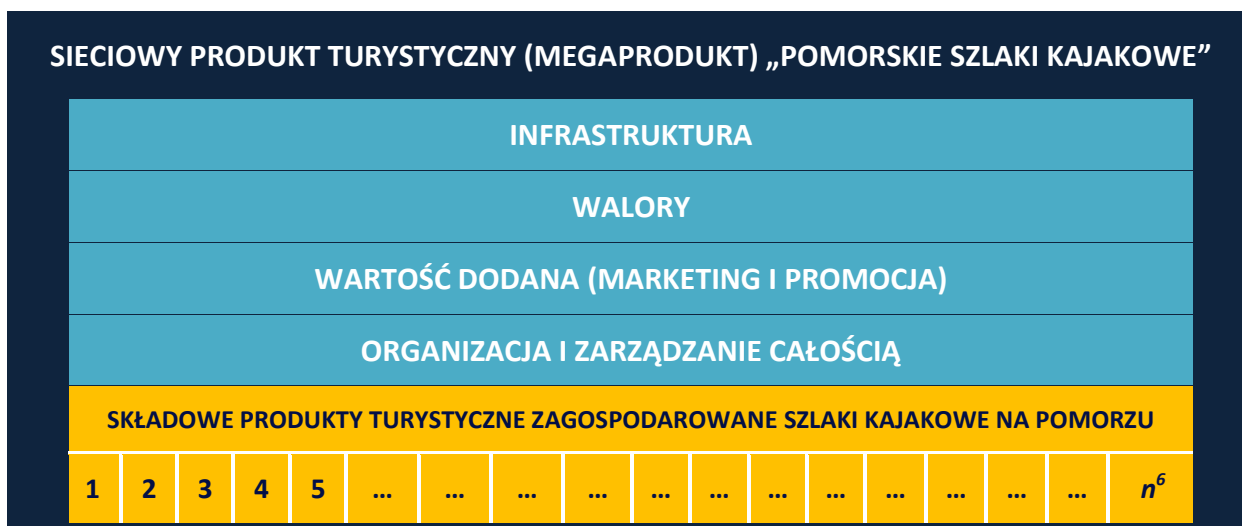 SIECIOWY PRODUKT TURYSTYCZNY (MEGAPRODUKT) „POMORSKIE SZLAKI KAJAKOWE”
INFRASTRUKTURA
WALORY
WARTOŚĆ DODANA (MARKETING I PROMOCJA)
ORGANIZACJA I ZARZĄDZANIE CAŁOŚCIĄ
SKŁADOWE PRODUKTY TURYSTYCZNE ZAGOSPODAROWANE SZLAKI KAJAKOWE NA POMORZU
1 2 3 4 5 ... ... ... ... ... ... ... ... ... ... ... ... n⁶